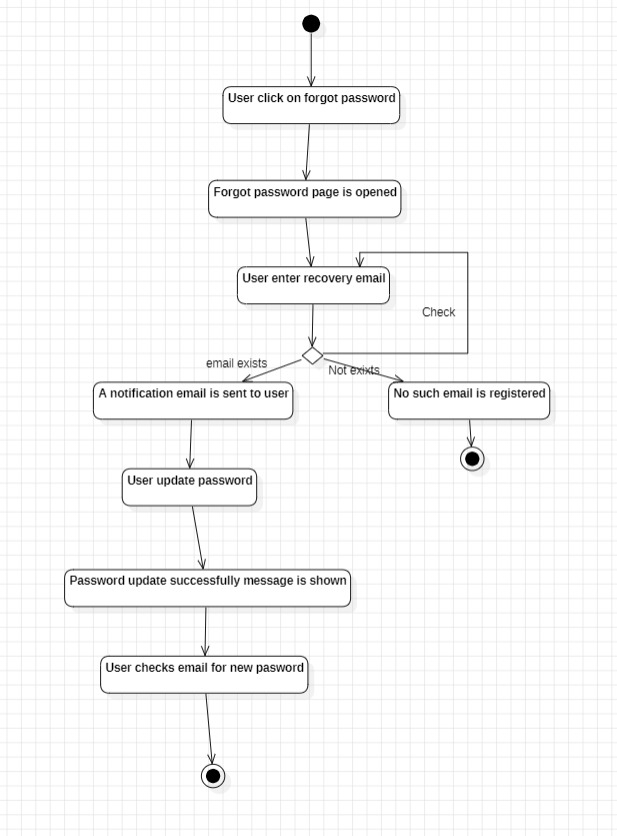 User click on forgot password
Forgot password page is opened
User enter recovery email
Check
email exists
Not exixts
A notification email is sent to user
No such email is registered
User update password
Password update successfully message is shown
User checks email for new pasword